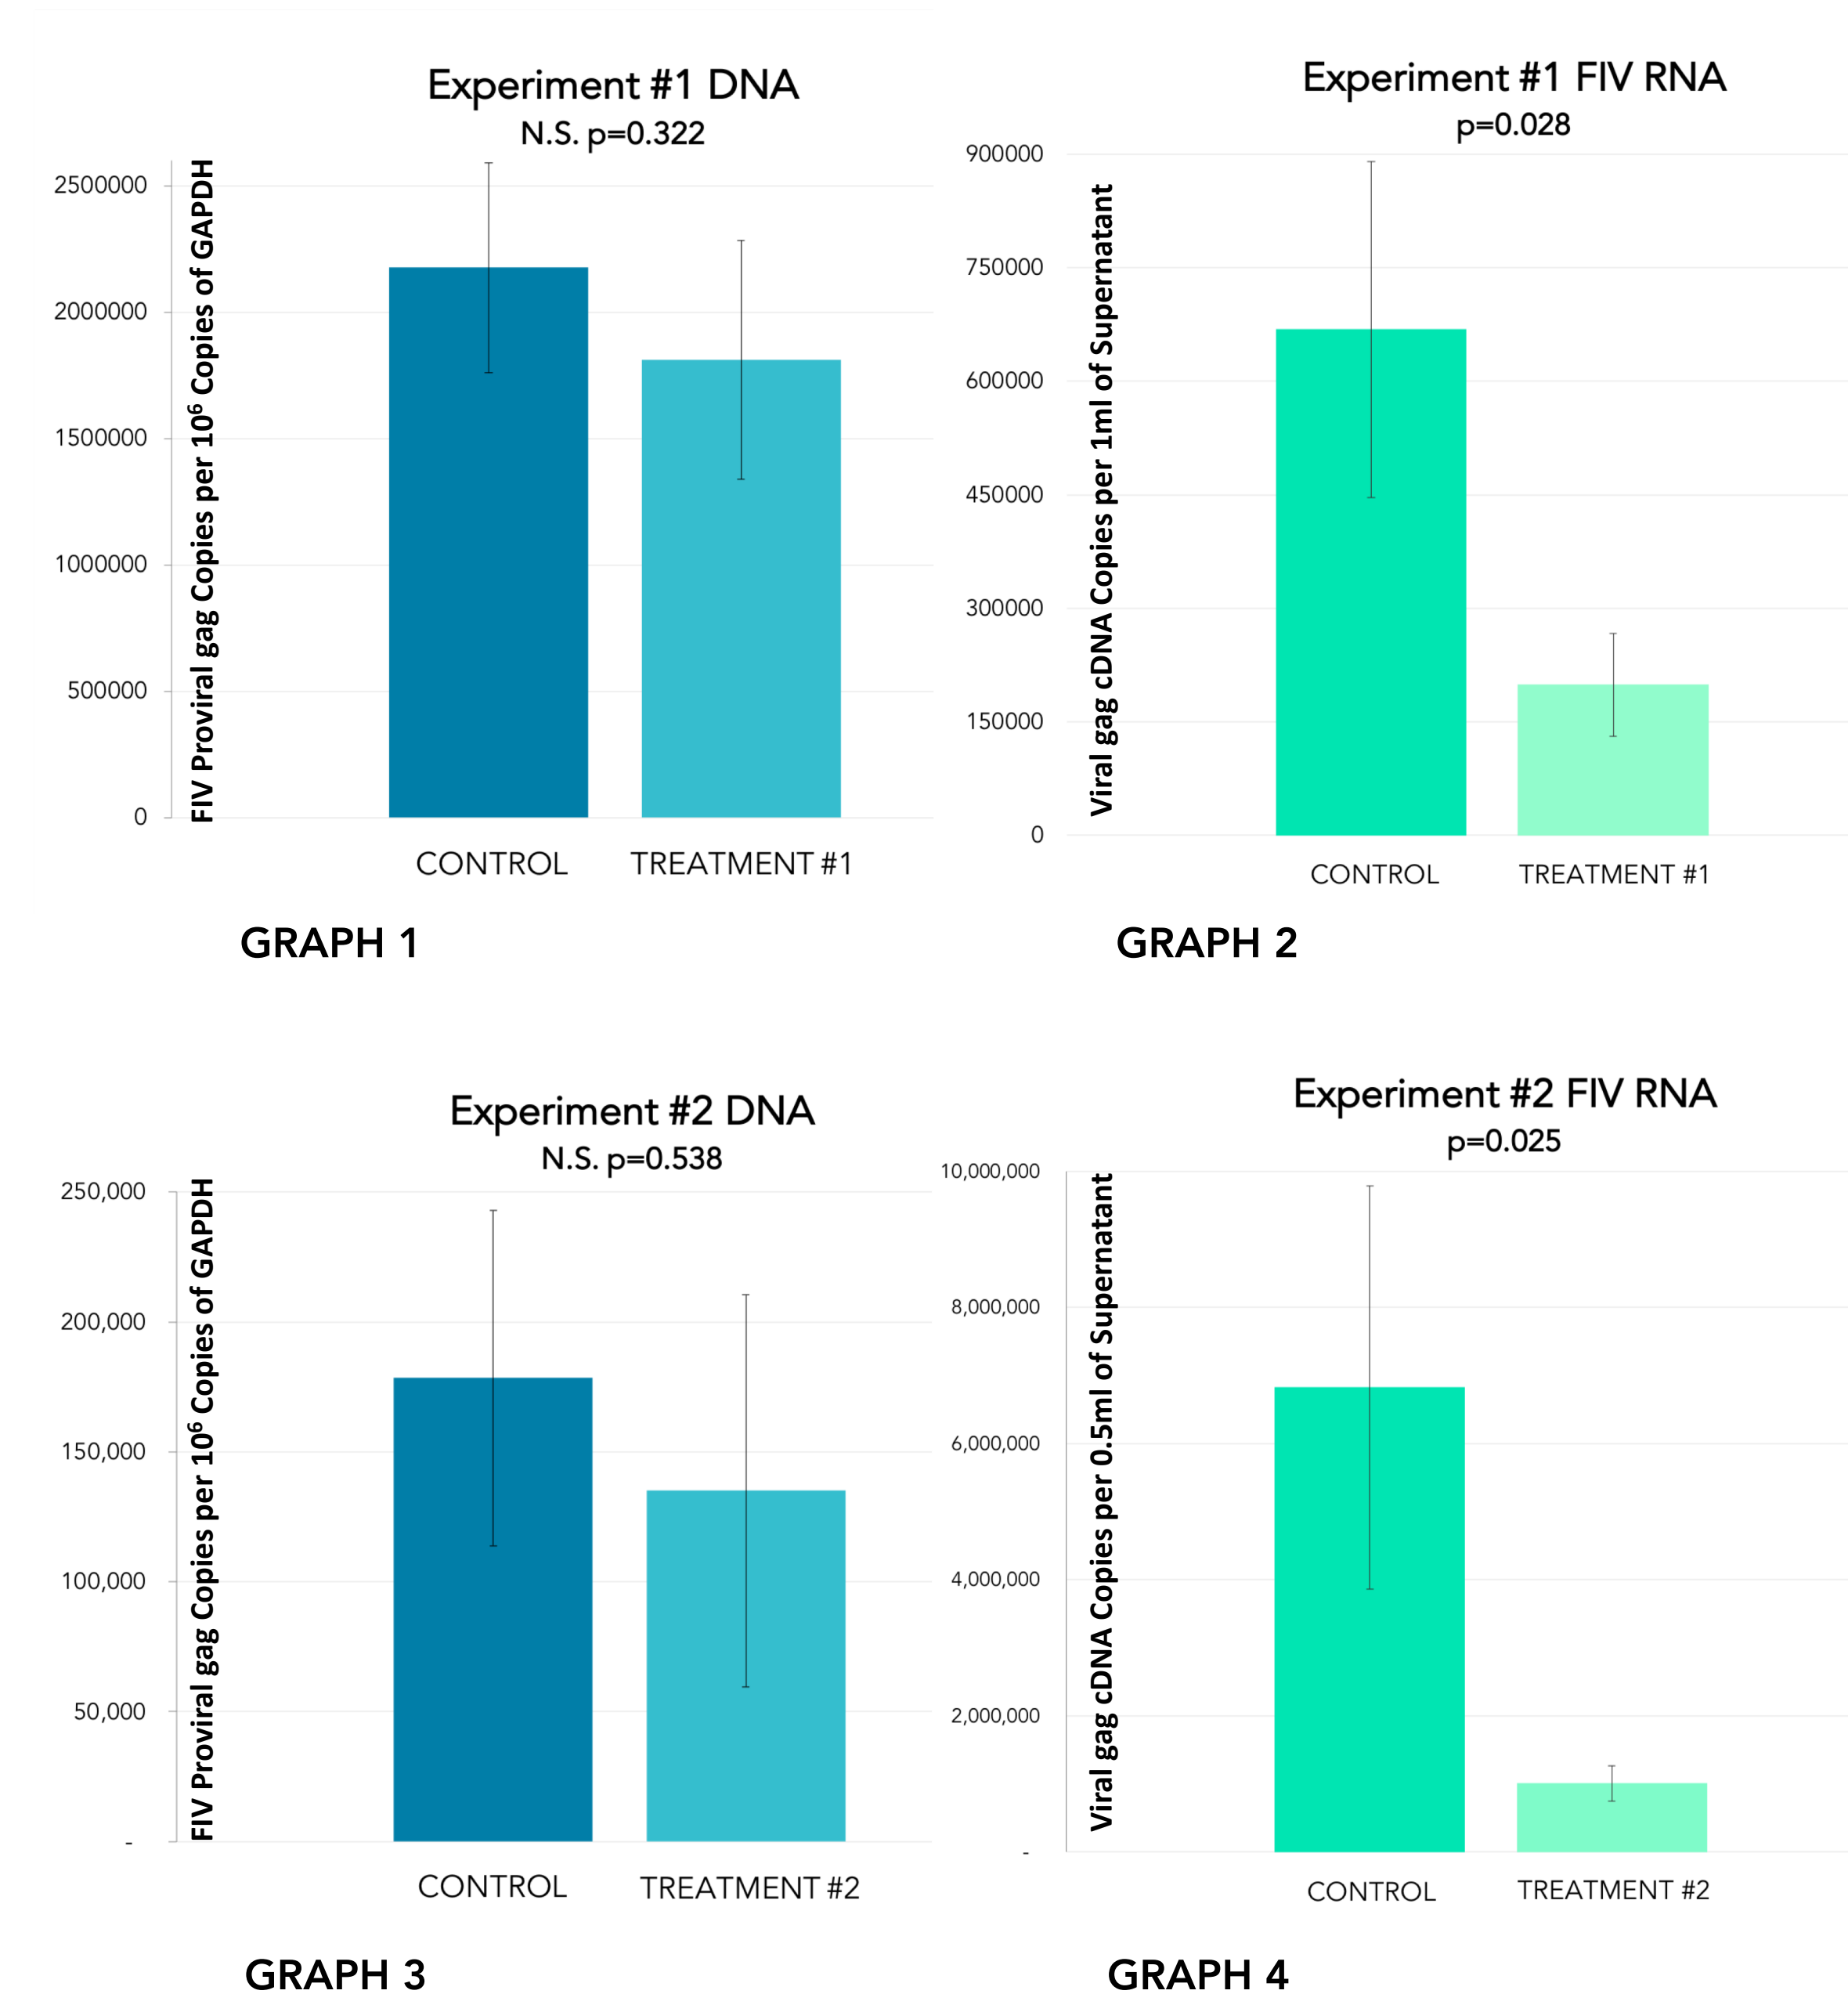 Experiment #1 DNA
N.S. p=0.322
FIV Proviral gag Copies per 10⁶ Copies of GAPDH
2500000
2000000
1500000
1000000
500000
0
CONTROL
TREATMENT #1
GRAPH 1
Experiment #1 FIV RNA
p=0.028
Viral gag cDNA Copies per 1ml of Supernatant
900000
750000
600000
450000
300000
150000
0
CONTROL
TREATMENT #1
GRAPH 2
Experiment #2 DNA
N.S. p=0.538
FIV Proviral gag Copies per 10⁶ Copies of GAPDH
250,000
200,000
150,000
100,000
50,000
-
CONTROL
TREATMENT #2
GRAPH 3
Experiment #2 FIV RNA
p=0.025
Viral gag cDNA Copies per 0.5ml of Supernatant
10,000,000
8,000,000
6,000,000
4,000,000
2,000,000
-
CONTROL
TREATMENT #2
GRAPH 4